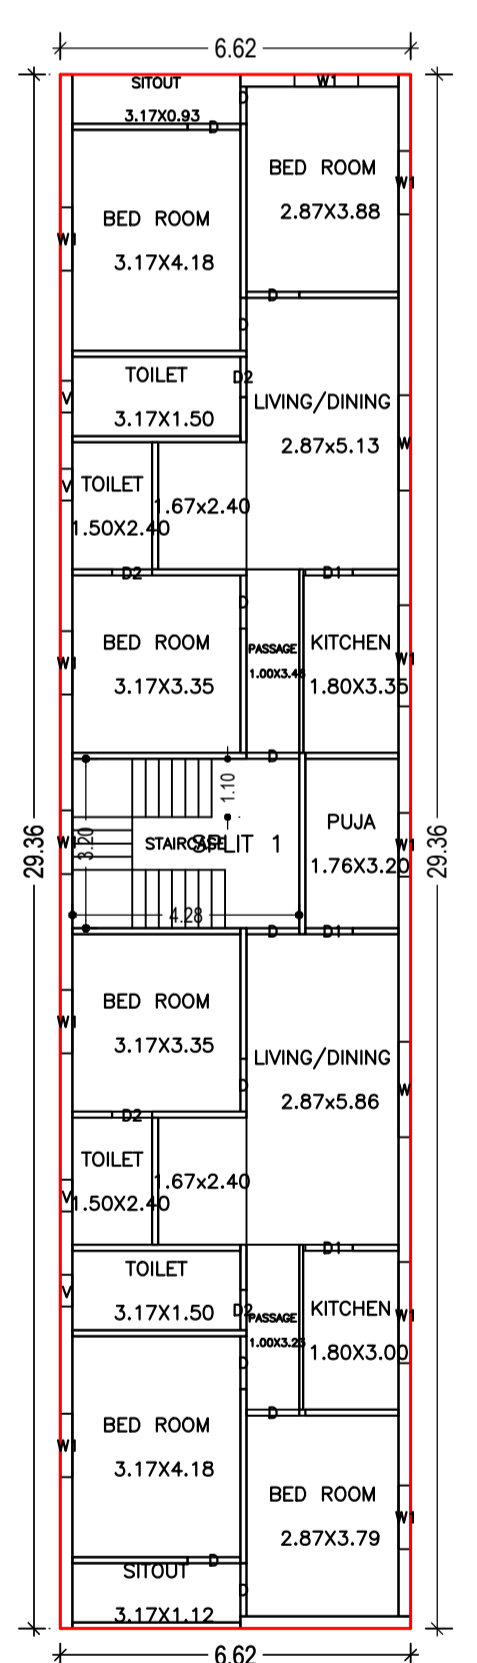 6.62
SITOUT
3.17X0.93
W1
D
D
BED ROOM
2.87X3.88
W1
BED ROOM
3.17X4.18
W1
D
D
TOILET
3.17X1.50
D2
V
LIVING/DINING
2.87x5.13
W
TOILET
1.50X2.40
V
1.67x2.40
D2
D1
D
BED ROOM
3.17X3.35
W1
PASSAGE
KITCHEN
1.80X3.35
W1
D
1.10
3.20
STAIRCASE
SPLIT 1
W1
4.28
PUJA
1.76X3.20
W1
29.36
29.36
D
D1
BED ROOM
3.17X3.35
W1
LIVING/DINING
2.87x5.86
W
D
D2
TOILET
1.50X2.40
V
1.67x2.40
D1
TOILET
3.17X1.50
V
D2
PASSAGE
KITCHEN
1.80X3.00
W1
D
D
BED ROOM
3.17X4.18
W1
BED ROOM
2.87X3.79
W1
D
D
SITOUT
3.17X1.12
6.62